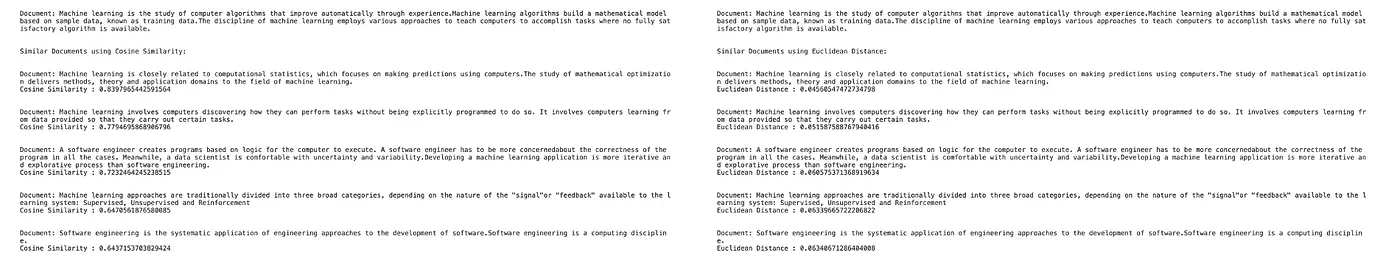 Document: Machine learning is the study of computer algorithms that improve automatically through experience.Machine learning algorithms build a mathematical model
based on sample data, known as training data.The discipline of machine learning employs various approaches to teach computers to accomplish tasks where no fully sat
isfactory algorithm is available.
Similar Documents using Cosine Similarity:
Document: Machine learning is closely related to computational statistics, which focuses on making predictions using computers.The study of mathematical optimizatio
n delivers methods, theory and application domains to the field of machine learning.
Cosine Similarity : 0.8397965442591564
Document: Machine learning involves computers discovering how they can perform tasks without being explicitly programmed to do so. It involves computers learning fr
om data provided so that they carry out certain tasks.
Cosine Similarity : 0.7794695868906796
Document: A software engineer creates programs based on logic for the computer to execute. A software engineer has to be more concernedabout the correctness of the
program in all the cases. Meanwhile, a data scientist is comfortable with uncertainty and variability.Developing a machine learning application is more iterative an
d explorative process than software engineering.
Cosine Similarity : 0.7232464245238515
Document: Machine learning approaches are traditionally divided into three broad categories, depending on the nature of the "signal"or "feedback" available to the l
earning system: Supervised, Unsupervised and Reinforcement
Cosine Similarity : 0.6470561876580085
Document: Software engineering is the systematic application of engineering approaches to the development of software.Software engineering is a computing disciplin
e.
Cosine Similarity : 0.6437153703829424
Document: Machine learning is the study of computer algorithms that improve automatically through experience.Machine learning algorithms build a mathematical model
based on sample data, known as training data.The discipline of machine learning employs various approaches to teach computers to accomplish tasks where no fully sat
isfactory algorithm is available.
Similar Documents using Euclidean Distance:
Document: Machine learning is closely related to computational statistics, which focuses on making predictions using computers.The study of mathematical optimizatio
n delivers methods, theory and application domains to the field of machine learning.
Euclidean Distance : 0.04560547472734798
Document: Machine learning involves computers discovering how they can perform tasks without being explicitly programmed to do so. It involves computers learning fr
om data provided so that they carry out certain tasks.
Euclidean Distance : 0.051587588767940416
Document: A software engineer creates programs based on logic for the computer to execute. A software engineer has to be more concernedabout the correctness of the
program in all the cases. Meanwhile, a data scientist is comfortable with uncertainty and variability.Developing a machine learning application is more iterative an
d explorative process than software engineering.
Euclidean Distance : 0.060575371368919634
Document: Machine learning approaches are traditionally divided into three broad categories, depending on the nature of the "signal"or "feedback" available to the l
earning system: Supervised, Unsupervised and Reinforcement
Euclidean Distance : 0.06339665722206822
Document: Software engineering is the systematic application of engineering approaches to the development of software.Software engineering is a computing disciplin
e.
Euclidean Distance : 0.06340671286404008